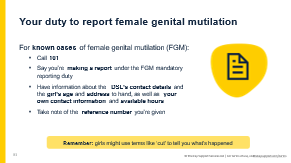 Your duty to report female genital mutilation
For known cases of female genital mutilation (FGM):
Call 101
Say you're making a report under the FGM mandatory
reporting duty
Have information about the DSL's contact details and
the girl's age and address to hand, as well as your
own contact information and available hours
Take note of the reference number you're given
Remember: girls might use terms like 'cut' to tell you what's happened